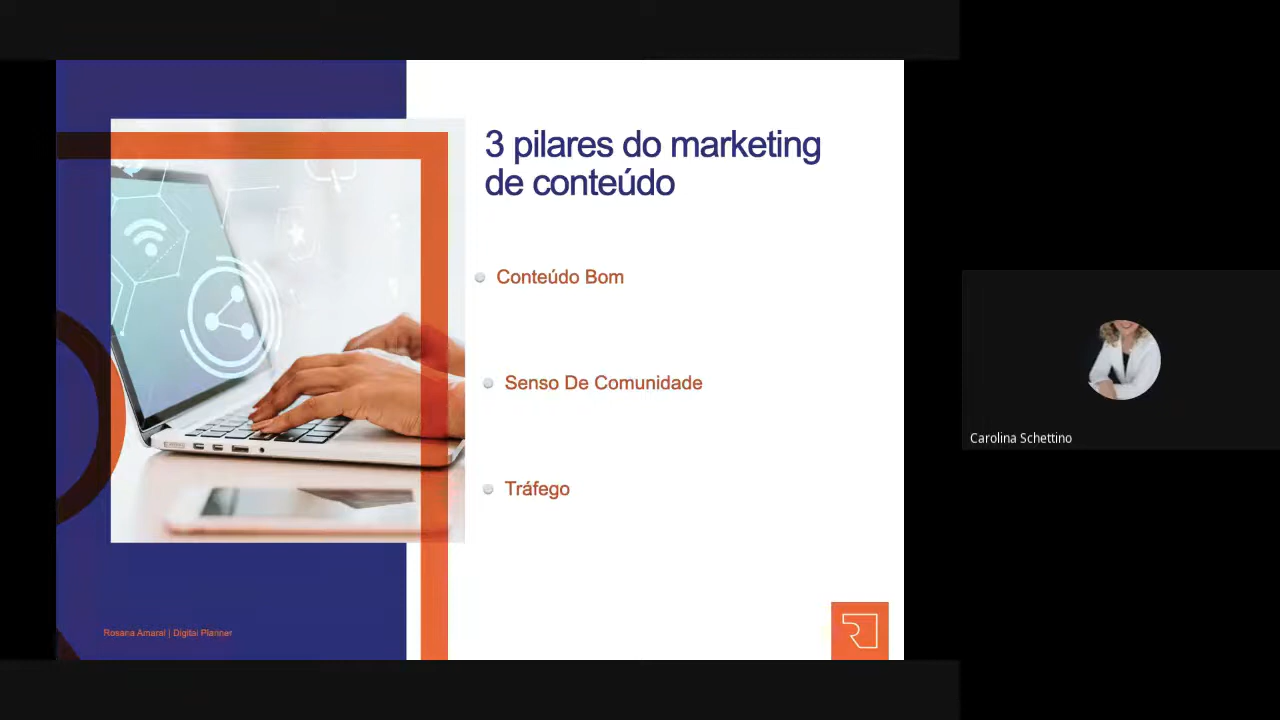 3 pilares do marketing
de conteúdo
Conteúdo Bom
Senso De Comunidade
Tráfego
Rosana Amaral | Digital Planner
Carolina Schettino